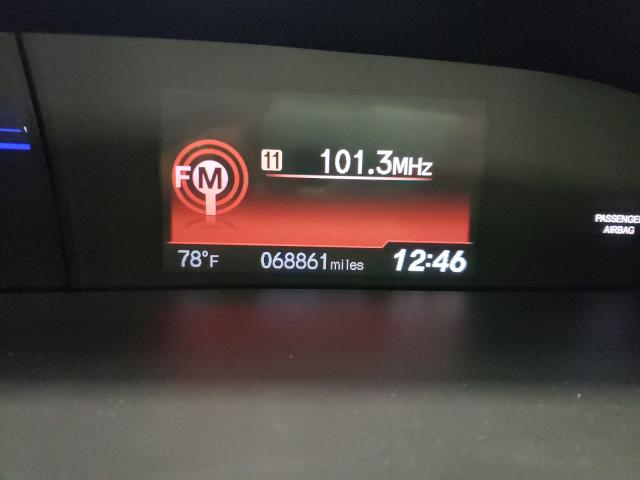 FM 11 101.3MHz
78°F 068861miles 12:46
PASSENGER
AIRBAG